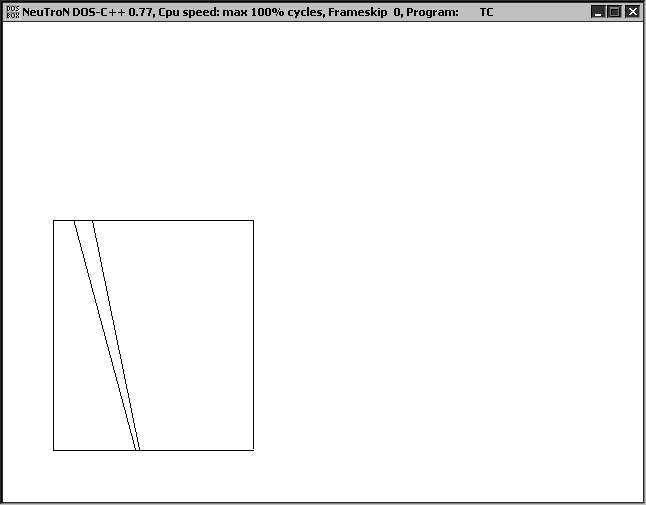 DOS
BOX
NeuTroN DOS-C++ 0.77, Cpu speed: max 100% cycles, Frameskip 0, Program: TC